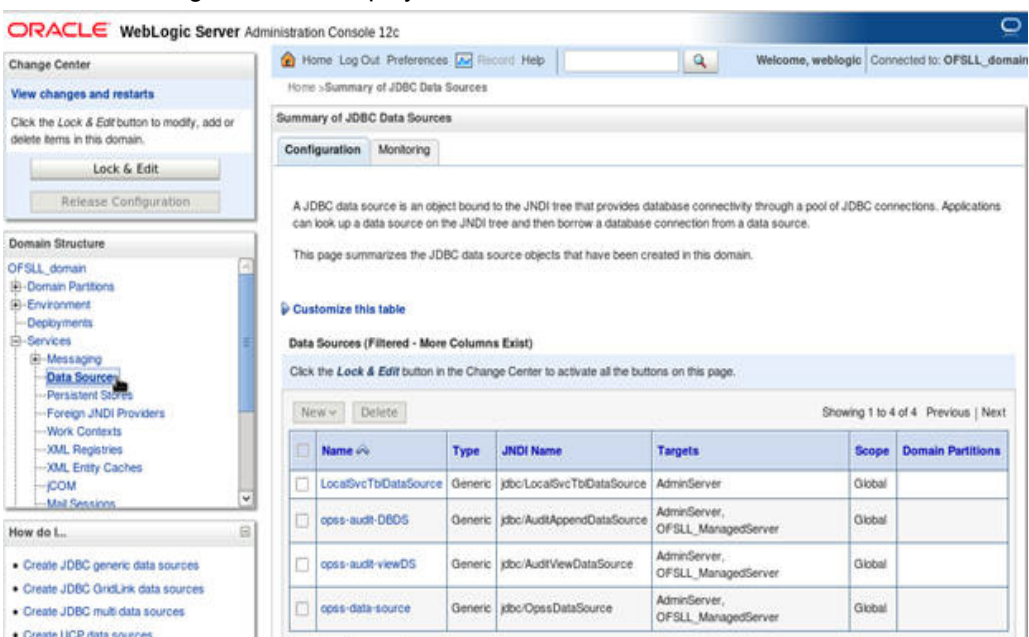 ORACLE WebLogic Server Administration Console 12c
Change Center
View changes and restarts
Click the Lock & Edit button to modify, add or
delete items in this domain.
Lock & Edit
Release Configuration
Domain Structure
OFSLL_domain
Domain Partitions
Environment
Deployments
Services
Messaging
Data Sources
Persistent Stores
Foreign JNDI Providers
Work Contexts
XML Registries
XML Entity Caches
jCOM
Mail Sessions
How do I...
Create JDBC generic data sources
Create JDBC GridLink data sources
Create JDBC multi data sources
Create UCP data sources
Home Log Out Preferences Record Help
Welcome, weblogic Connected to: OFSLL_domain
Home >Summary of JDBC Data Sources
Summary of JDBC Data Sources
Configuration Monitoring
A JDBC data source is an object bound to the JNDI tree that provides database connectivity through a pool of JDBC connections. Applications
can look up a data source on the JNDI tree and then borrow a database connection from a data source.
This page summarizes the JDBC data source objects that have been created in this domain.
Customize this table
Data Sources (Filtered - More Columns Exist)
Click the Lock & Edit button in the Change Center to activate all the buttons on this page.
New Delete Showing 1 to 4 of 4 Previous | Next
Name Type JNDI Name Targets Scope Domain Partitions
LocalSvcTblDataSource Generic jdbc/LocalSvcTblDataSource AdminServer Global
opss-audit-DBDS Generic jdbc/AuditAppendDataSource AdminServer, OFSLL_ManagedServer Global
opss-audit-viewDS Generic jdbc/AuditViewDataSource AdminServer, OFSLL_ManagedServer Global
opss-data-source Generic jdbc/OpssDataSource AdminServer, OFSLL_ManagedServer Global